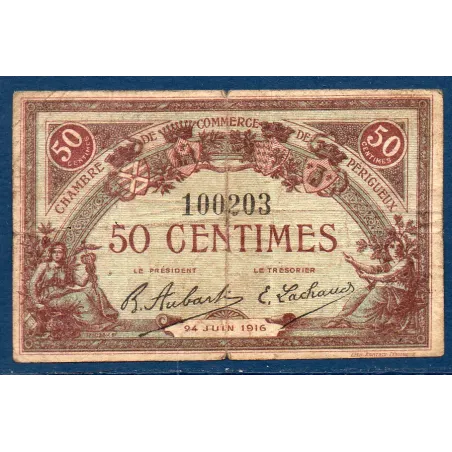 50 CENTIMES
50 CENTIMES
CHAMBRE DE COMMERCE DE PÉRIGUEUX
100203
50 CENTIMES
LE PRÉSIDENT LE TRÉSORIER
E. Lachaud
24 JUIN 1916